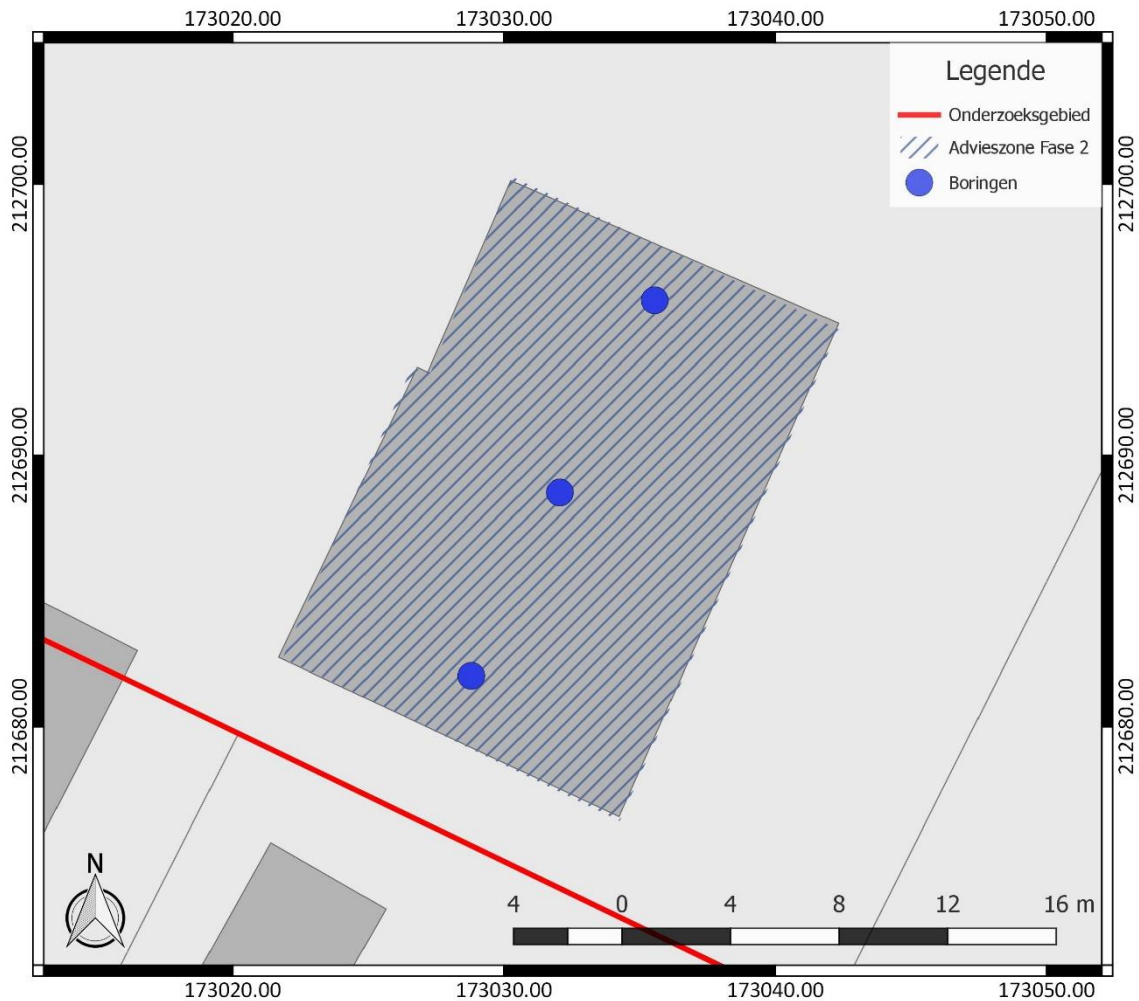 173020.00 173030.00 173040.00 173050.00
Legende
Onderzoeksgebied
Advieszone Fase 2
Boringen
212700.00 212700.00
212690.00 212690.00
212680.00 212680.00
N
4 0 4 8 12 16 m
173020.00 173030.00 173040.00 173050.00